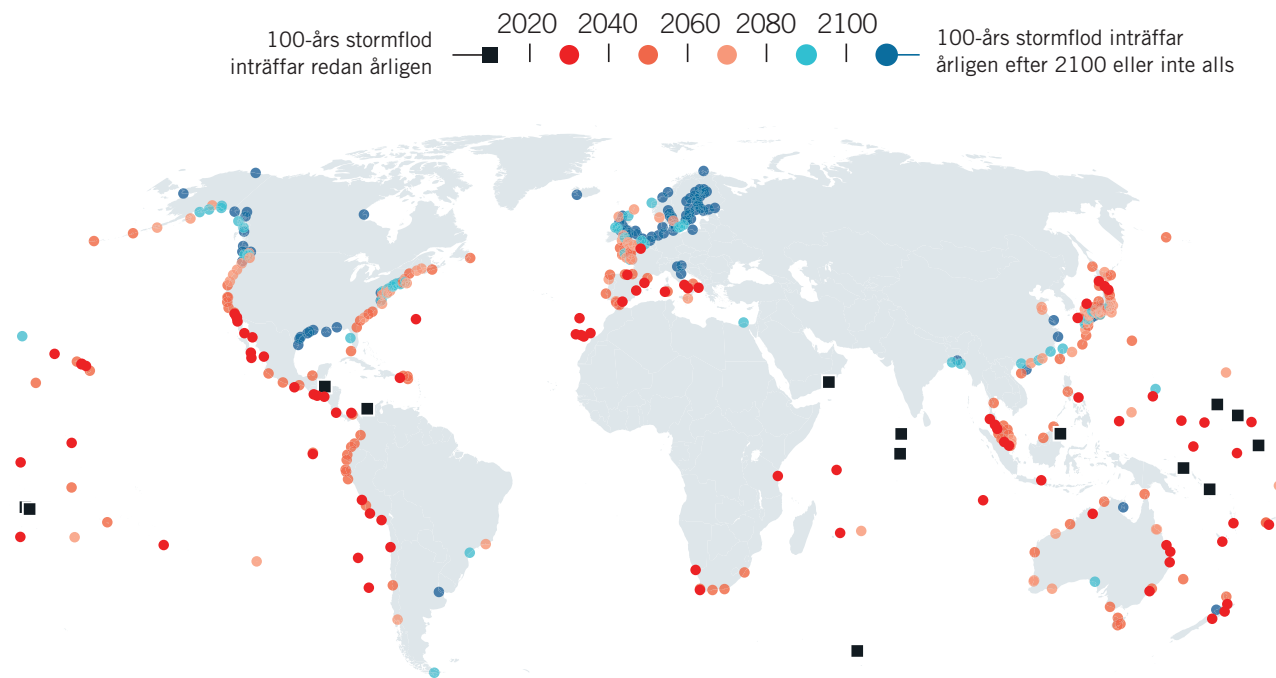 2020 2040 2060 2080 2100
100-års stormflod
inträffar redan årligen
100-års stormflod inträffar
årligen efter 2100 eller inte alls